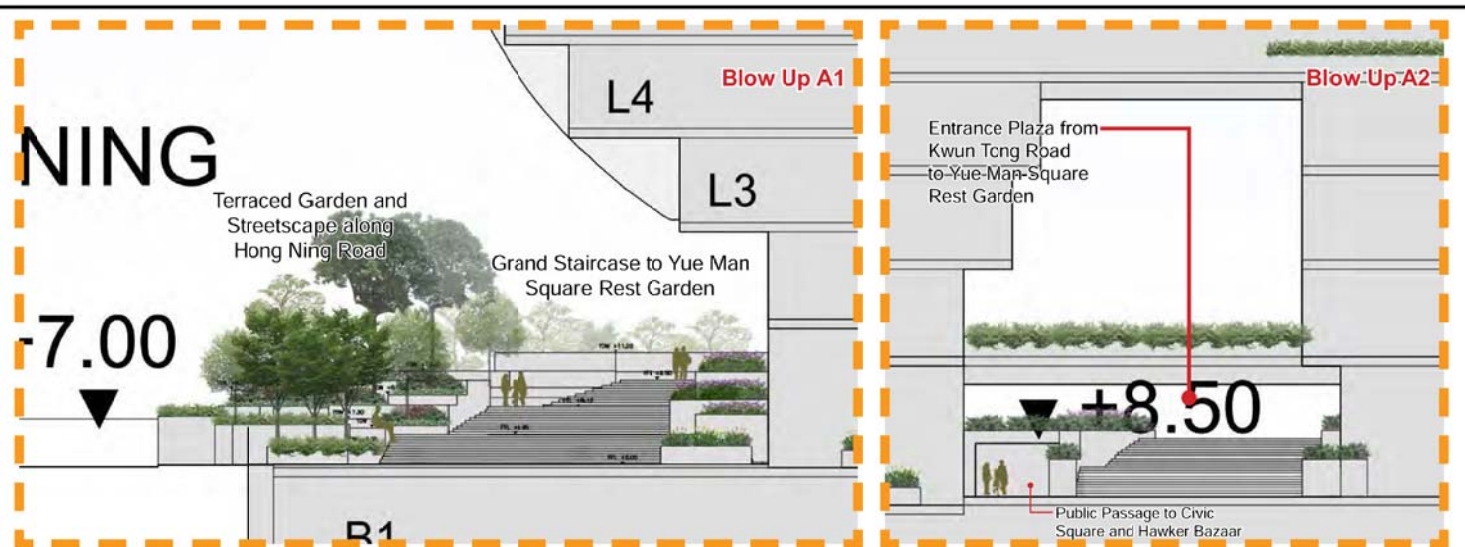 Blow Up A1
L4
NING
Terraced Garden and
Streetscape along
Hong Ning Road
L3
Grand Staircase to Yue Man
Square Rest Garden
-7.00
B1
Blow Up A2
Entrance Plaza from
Kwun Tong Road
to Yue Man Square
Rest Garden
+8.50
Public Passage to Civic
Square and Hawker Bazaar